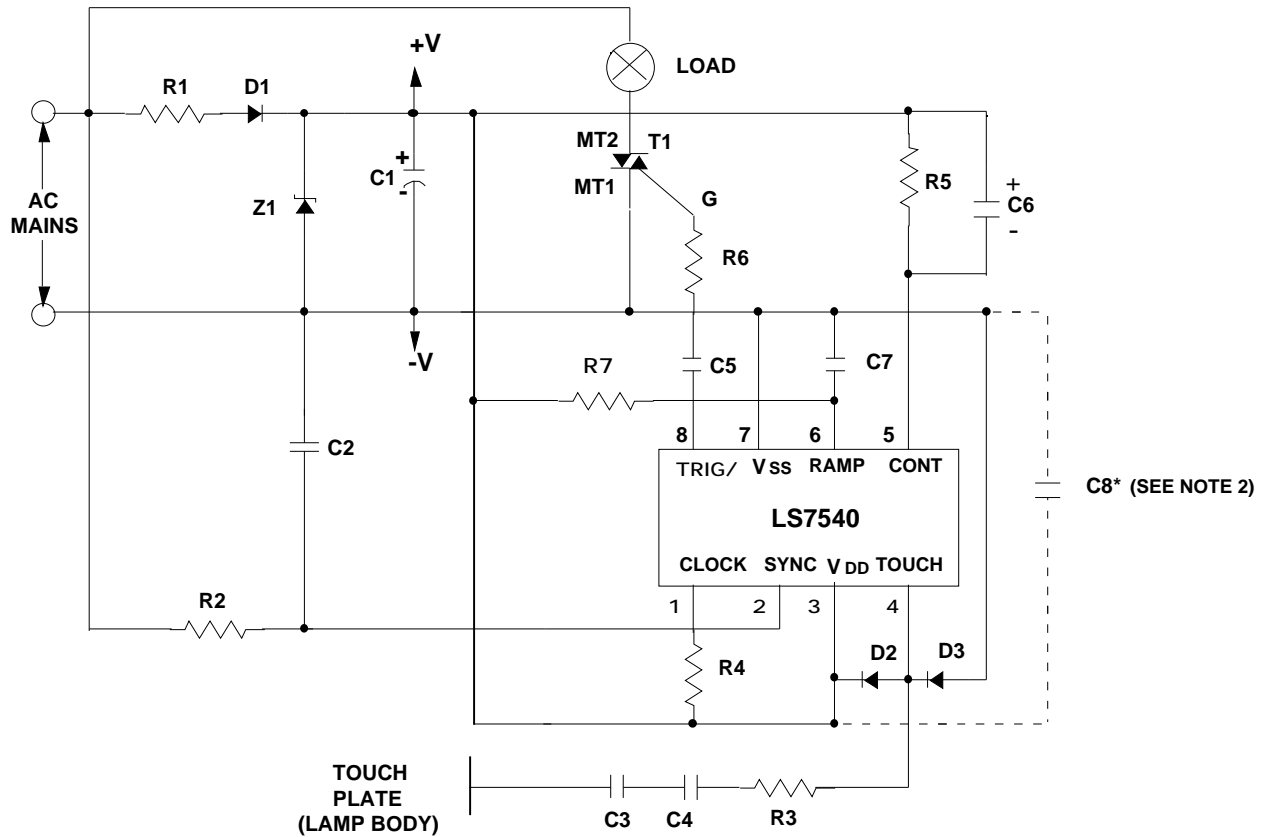 +V
LOAD
R1
D1
MT2
T1
MT1
G
+
C1
-
R5
+
C6
-
AC
MAINS
Z1
R6
-V
R7
C5
C7
C2
8
7
6
5
TRIG/
VSS
RAMP
CONT
LS7540
C8* (SEE NOTE 2)
CLOCK
SYNC
VDD
TOUCH
R2
1
2
3
4
R4
D2
D3
TOUCH
PLATE
(LAMP BODY)
C3
C4
R3